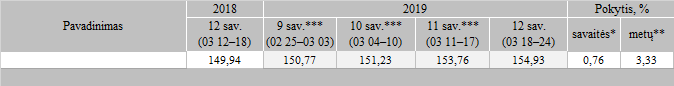 Pavadinimas 2018 2019 Pokytis, %
12 sav. (03 12–18) 9 sav.*** (02 25–03 03) 10 sav.*** (03 04–10) 11 sav.*** (03 11–17) 12 sav. (03 18–24) savaitės* metų**
149,94 150,77 151,23 153,76 154,93 0,76 3,33